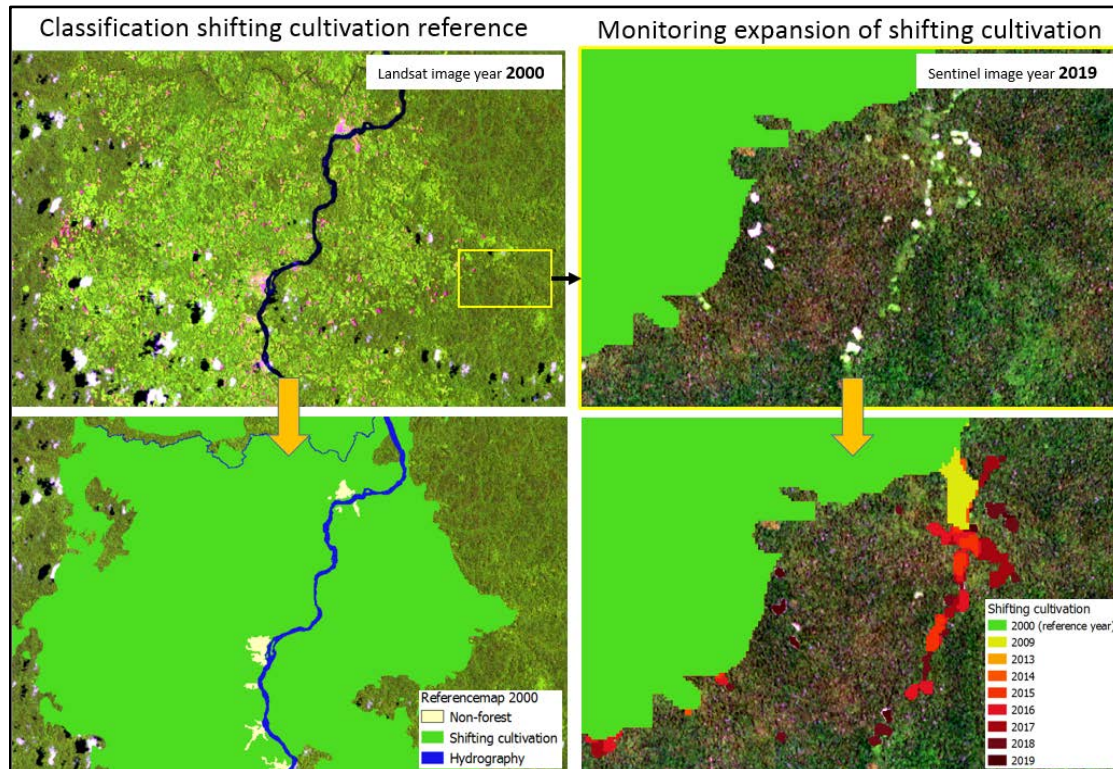 Classification shifting cultivation reference
Monitoring expansion of shifting cultivation
Landsat image year 2000
Sentinel image year 2019
Referencemap 2000
Non-forest
Shifting cultivation
Hydrography
Shifting cultivation
2000 (reference year)
2009
2013
2014
2015
2016
2017
2018
2019